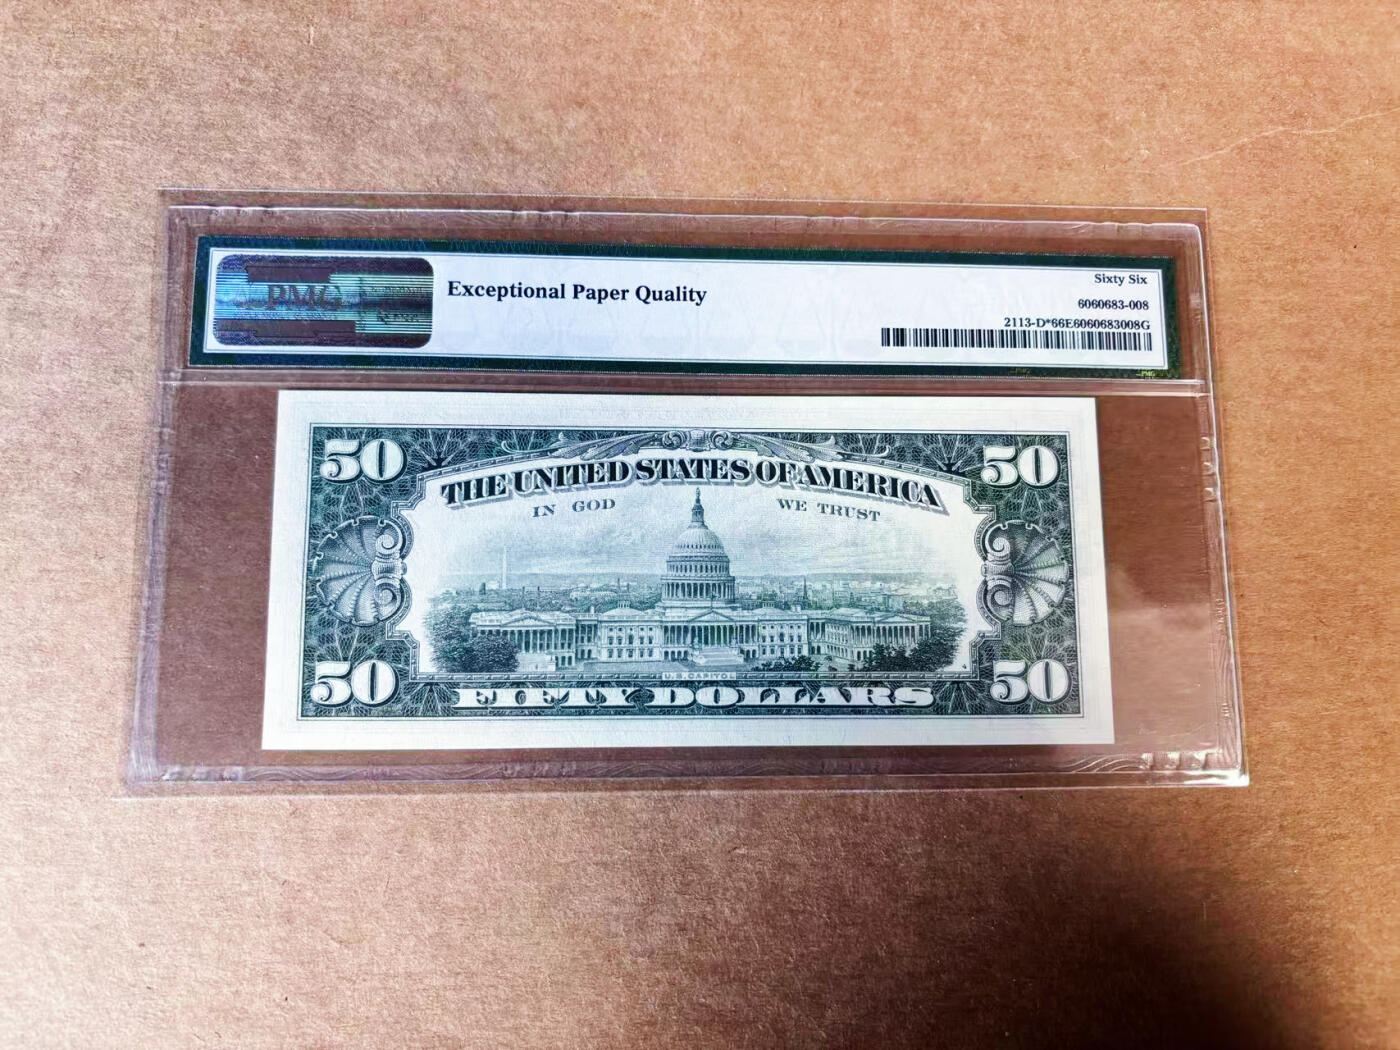 PMG
Exceptional Paper Quality
Sixty Six
6060683-008
2113-D*66E6060683008G
50 50
THE UNITED STATES OF AMERICA
IN GOD WE TRUST
50 50
U.S. CAPITOL
FIFTY DOLLARS